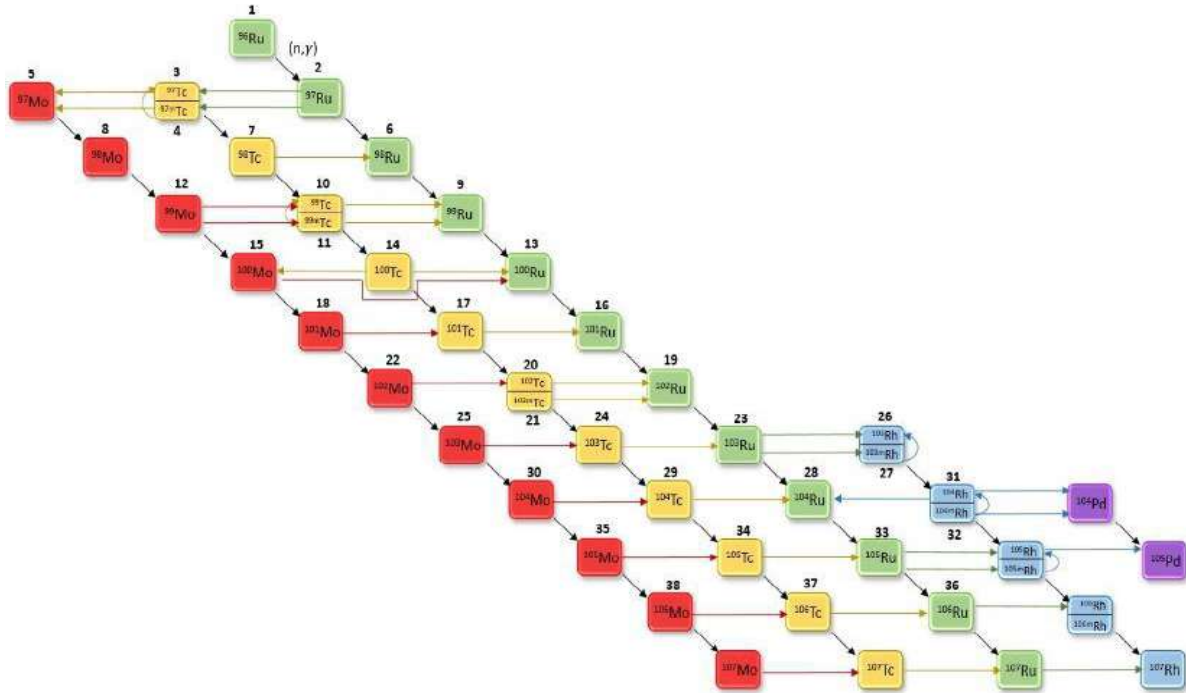 1
⁹⁶Ru
(n,γ)
5
3
2
⁹⁷Mo
⁹⁷Tc
⁹⁷ᵐTc
⁹⁷Ru
4
8
7
6
⁹⁸Mo
⁹⁸Tc
⁹⁸Ru
12
10
9
⁹⁹Mo
⁹⁹Tc
⁹⁹ᵐTc
⁹⁹Ru
11
15
14
13
¹⁰⁰Mo
¹⁰⁰Tc
¹⁰⁰Ru
18
17
16
¹⁰¹Mo
¹⁰¹Tc
¹⁰¹Ru
22
20
19
¹⁰²Mo
¹⁰²Tc
¹⁰²ᵐTc
¹⁰²Ru
21
25
24
23
26
¹⁰³Mo
¹⁰³Tc
¹⁰³Ru
¹⁰³Rh
¹⁰³ᵐRh
27
30
29
28
31
¹⁰⁴Mo
¹⁰⁴Tc
¹⁰⁴Ru
¹⁰⁴Rh
¹⁰⁴ᵐRh
¹⁰⁴Pd
32
35
34
33
¹⁰⁵Mo
¹⁰⁵Tc
¹⁰⁵Ru
¹⁰⁵Rh
¹⁰⁵ᵐRh
¹⁰⁵Pd
38
37
36
¹⁰⁶Mo
¹⁰⁶Tc
¹⁰⁶Ru
¹⁰⁶Rh
¹⁰⁶ᵐRh
¹⁰⁷Mo
¹⁰⁷Tc
¹⁰⁷Ru
¹⁰⁷Rh